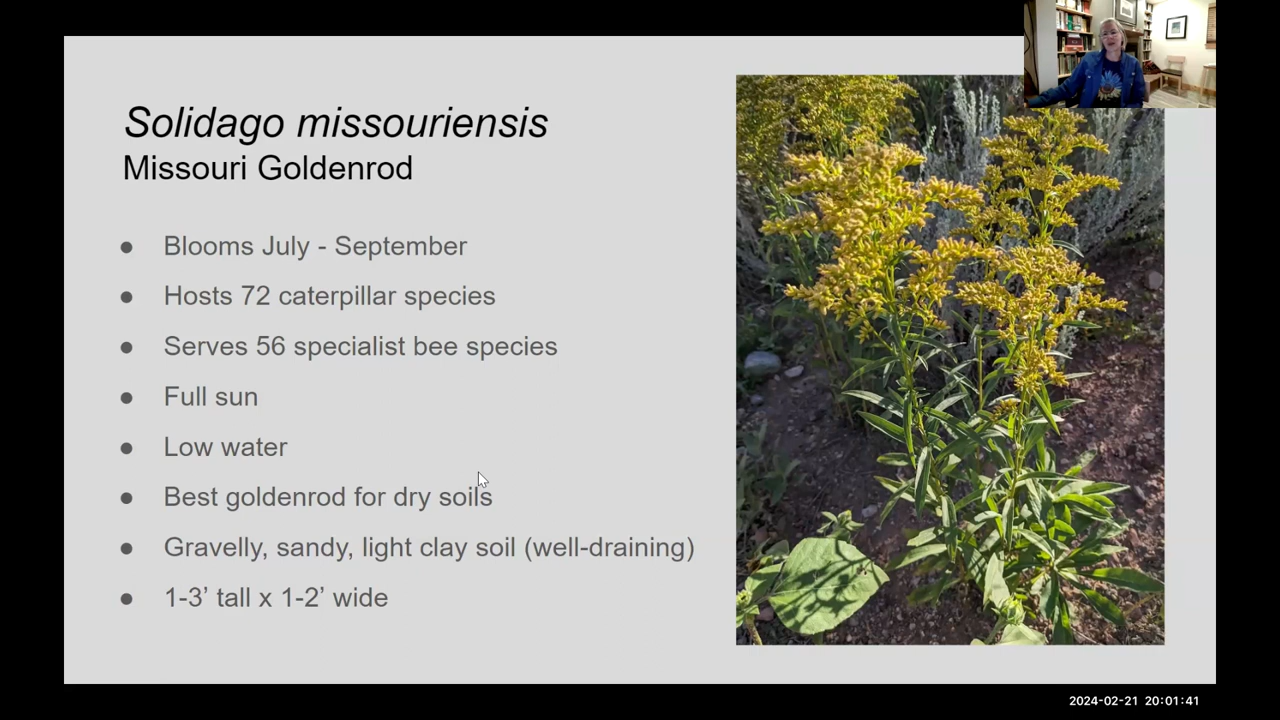 Solidago missouriensis
Missouri Goldenrod
● Blooms July - September
● Hosts 72 caterpillar species
● Serves 56 specialist bee species
● Full sun
● Low water
● Best goldenrod for dry soils
● Gravelly, sandy, light clay soil (well-draining)
● 1-3’ tall x 1-2’ wide
2024-02-21 20:01:41